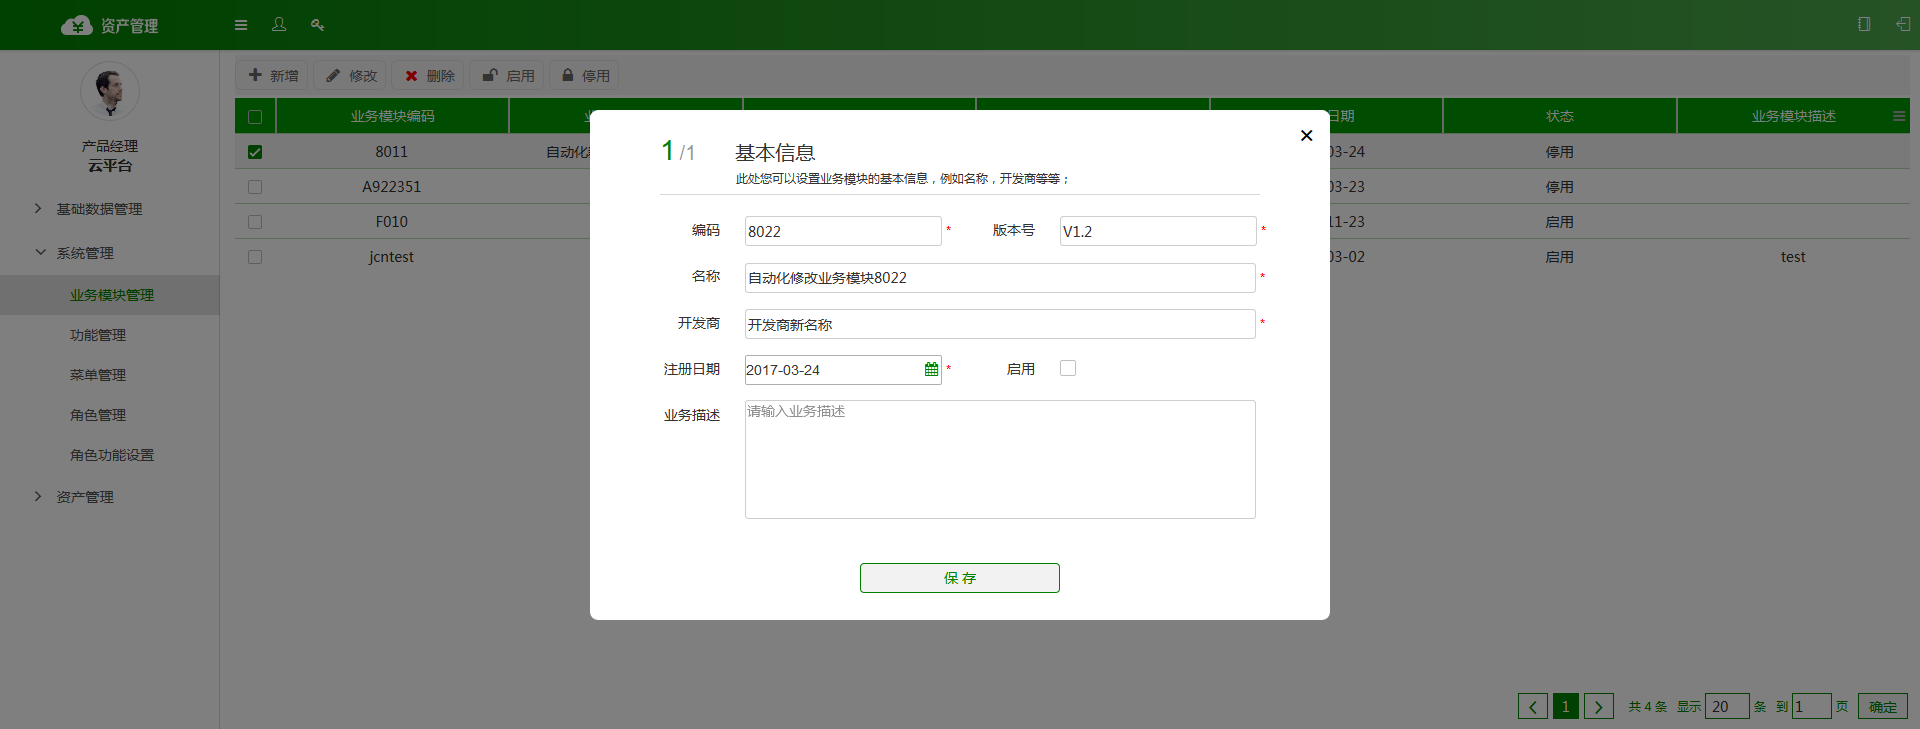 资产管理
产品经理
云平台
基础数据管理
系统管理
业务模块管理
功能管理
菜单管理
角色管理
角色功能设置
资产管理
新增 修改 删除 启用 停用
业务模块编码 日期 状态 业务模块描述
8011 自动化 03-24 停用
A922351 03-23 停用
F010 11-23 启用
jcntest 03-02 启用 test
1 /1 基本信息
此处您可以设置业务模块的基本信息，例如名称，开发商等等；
编码 8022 * 版本号 V1.2 *
名称 自动化修改业务模块8022 *
开发商 开发商新名称 *
注册日期 2017-03-24 * 启用
业务描述 请输入业务描述
保 存
1 共 4 条 显示 20 条 到 1 页 确定